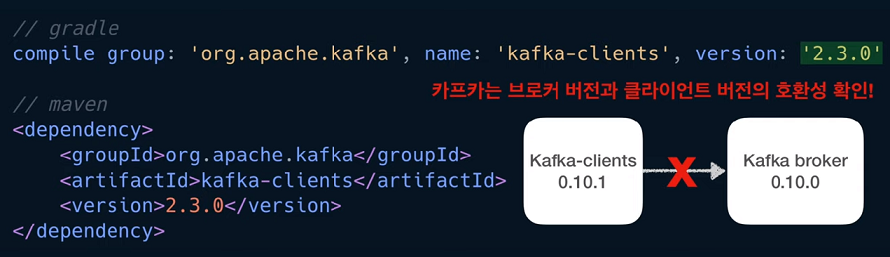 // gradle
compile group: 'org.apache.kafka', name: 'kafka-clients', version: '2.3.0'
카프카는 브로커 버전과 클라이언트 버전의 호환성 확인!
// maven
<dependency>
    <groupId>org.apache.kafka</groupId>
    <artifactId>kafka-clients</artifactId>
    <version>2.3.0</version>
</dependency>
Kafka-clients
0.10.1
X
Kafka broker
0.10.0